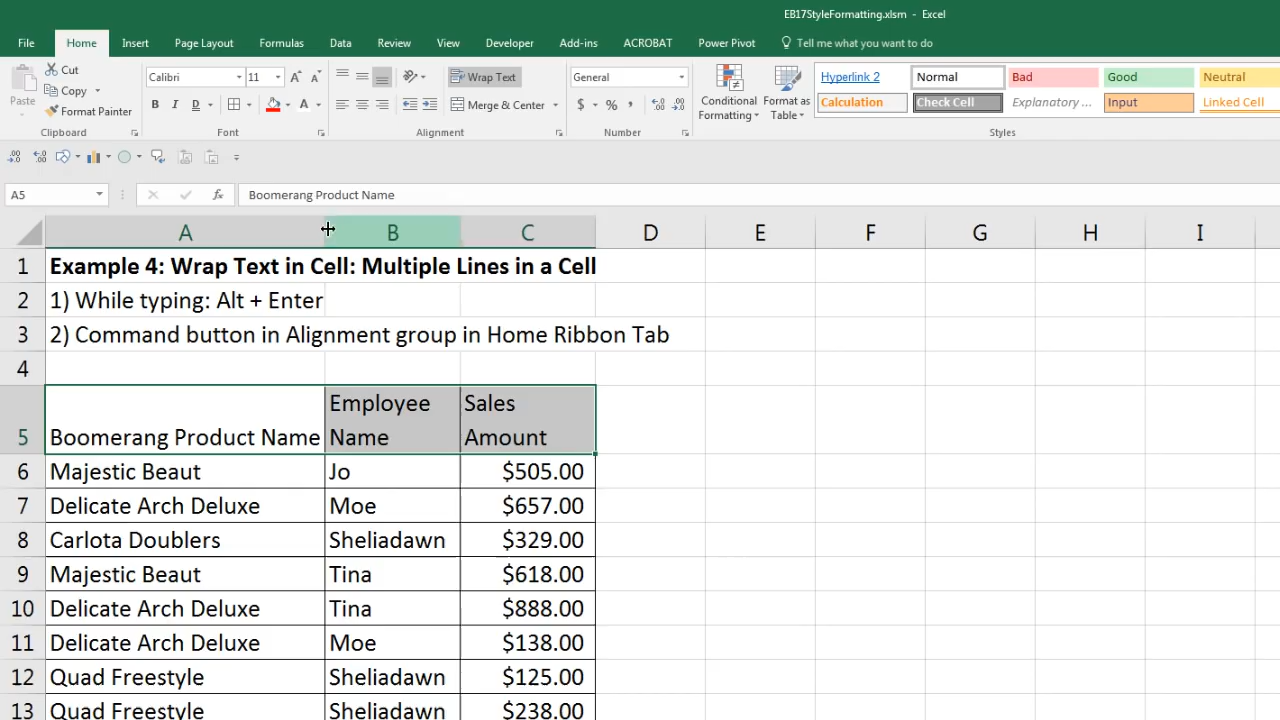 EB17StyleFormatting.xlsm - Excel
File Home Insert Page Layout Formulas Data Review View Developer Add-ins ACROBAT Power Pivot Tell me what you want to do
Paste
Cut
Copy
Format Painter
Clipboard
Calibri 11
B I D
Font
Wrap Text
Merge & Center
Alignment
General
$ % ,
Number
Conditional Formatting
Format as Table
Hyperlink 2 Normal Bad Good Neutral
Calculation Check Cell Explanatory ... Input Linked Cell
Styles
A5 fx Boomerang Product Name
A B C D E F G H I
1 Example 4: Wrap Text in Cell: Multiple Lines in a Cell
2 1) While typing: Alt + Enter
3 2) Command button in Alignment group in Home Ribbon Tab
4
5 Boomerang Product Name Employee Name Sales Amount
6 Majestic Beaut Jo $505.00
7 Delicate Arch Deluxe Moe $657.00
8 Carlota Doublers Sheliadawn $329.00
9 Majestic Beaut Tina $618.00
10 Delicate Arch Deluxe Tina $888.00
11 Delicate Arch Deluxe Moe $138.00
12 Quad Freestyle Sheliadawn $125.00
13 Quad Freestyle Sheliadawn $238.00